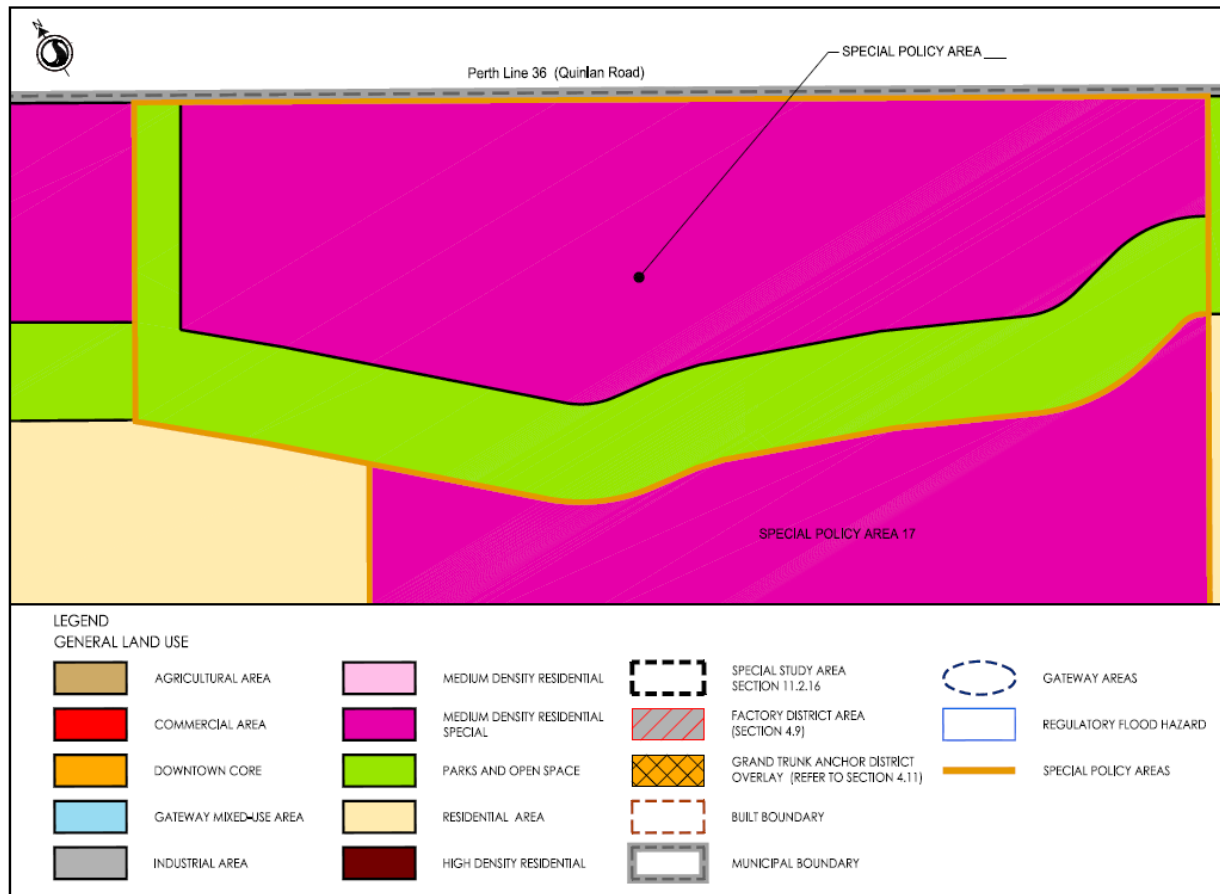 N
SPECIAL POLICY AREA ___
Perth Line 36 (Quinlan Road)
SPECIAL POLICY AREA 17
LEGEND
GENERAL LAND USE
AGRICULTURAL AREA
COMMERCIAL AREA
DOWNTOWN CORE
GATEWAY MIXED-USE AREA
INDUSTRIAL AREA
MEDIUM DENSITY RESIDENTIAL
MEDIUM DENSITY RESIDENTIAL
SPECIAL
PARKS AND OPEN SPACE
RESIDENTIAL AREA
HIGH DENSITY RESIDENTIAL
SPECIAL STUDY AREA
SECTION 11.2.16
FACTORY DISTRICT AREA
(SECTION 4.9)
GRAND TRUNK ANCHOR DISTRICT
OVERLAY (REFER TO SECTION 4.11)
BUILT BOUNDARY
MUNICIPAL BOUNDARY
GATEWAY AREAS
REGULATORY FLOOD HAZARD
SPECIAL POLICY AREAS